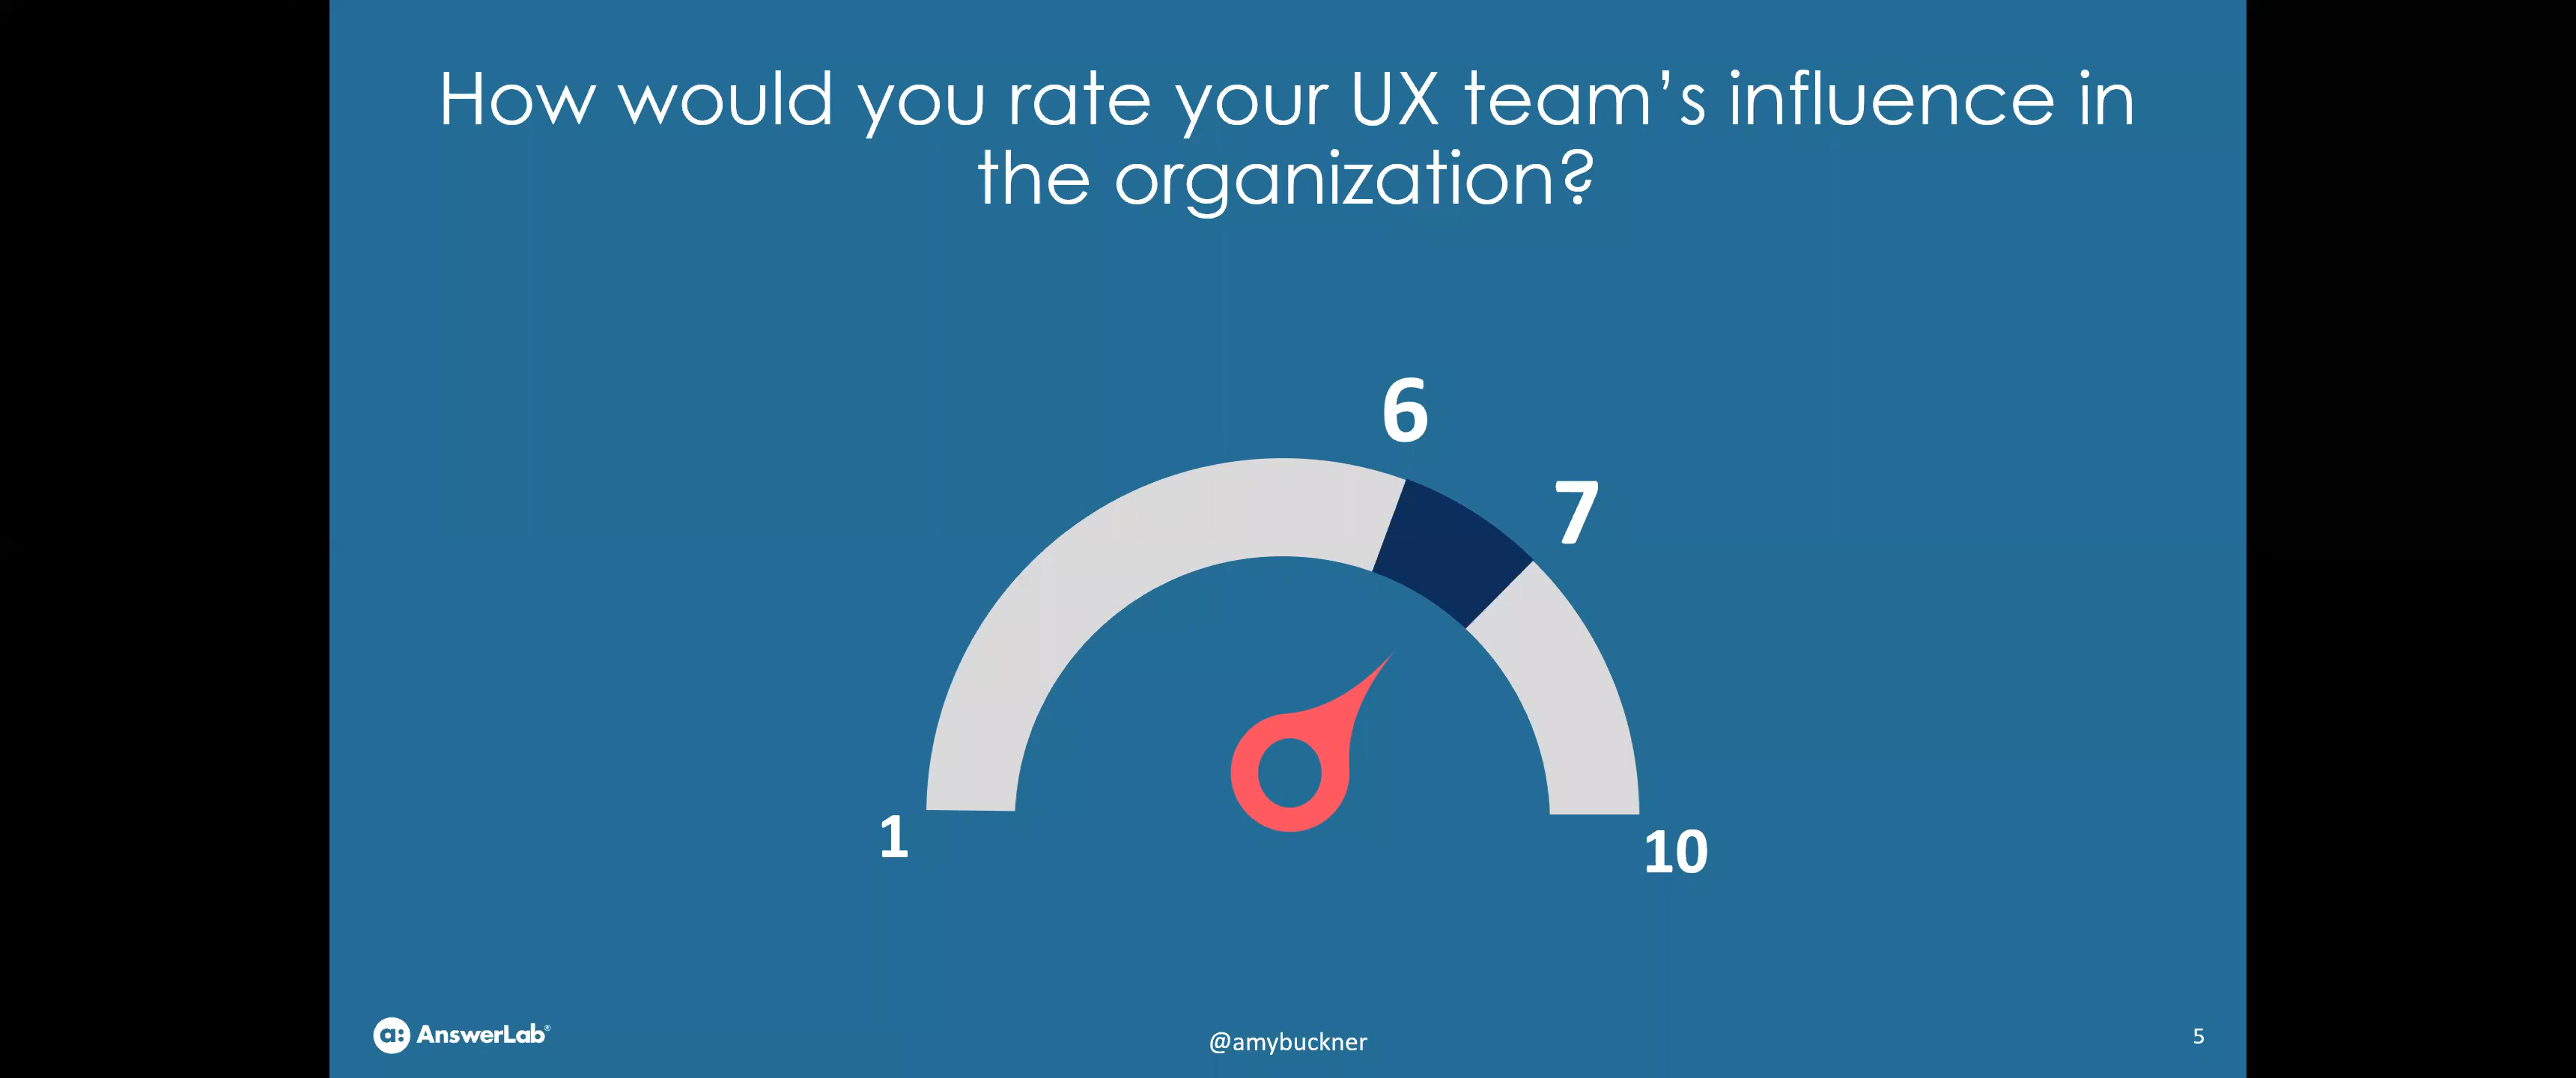 How would you rate your UX team’s influence in
the organization?
6
7
1
10
a: AnswerLab®
@amybuckner
5